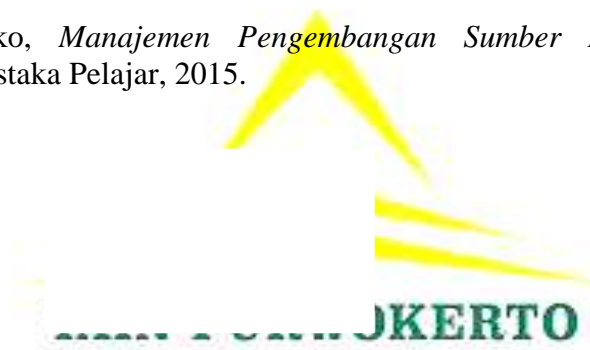 ko, Manajemen Pengembangan Sumber
staka Pelajar, 2015.
OKERTO